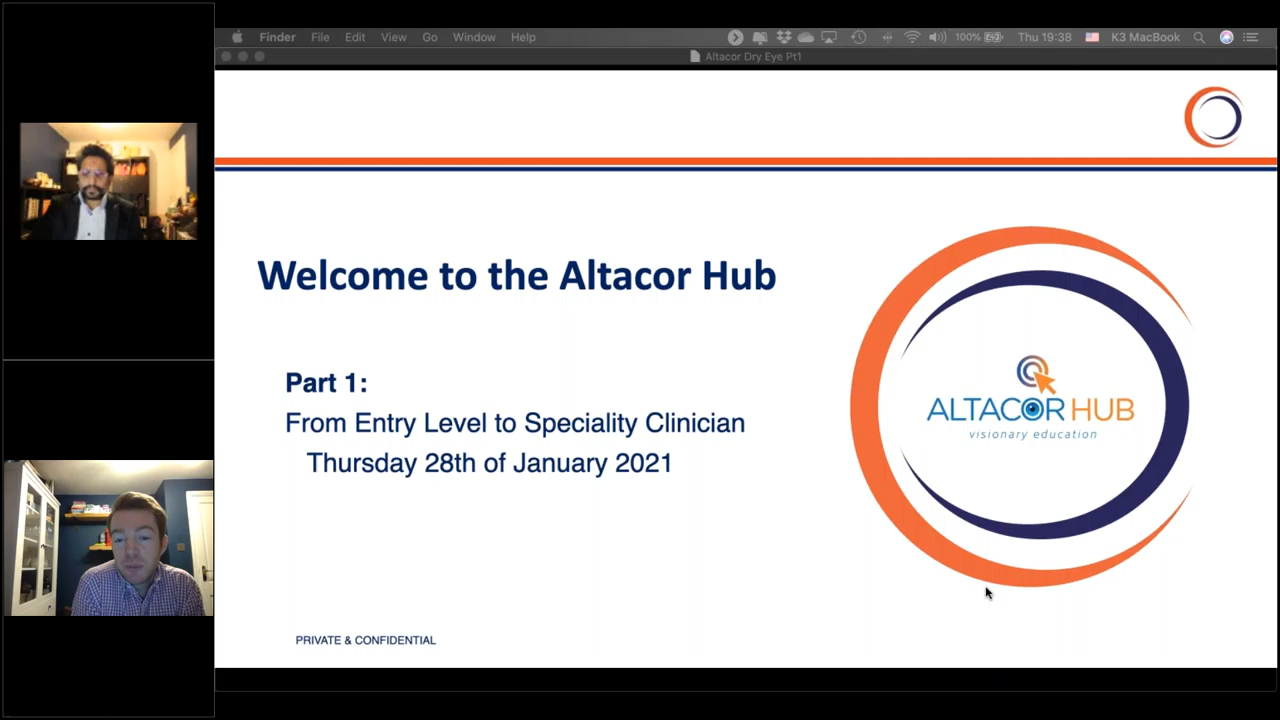 Finder File Edit View Go Window Help 100% Thu 19:38 K3 MacBook
Altacor Dry Eye Pt1
Welcome to the Altacor Hub
Part 1:
From Entry Level to Speciality Clinician
Thursday 28th of January 2021
ALTACOR HUB
visionary education
PRIVATE & CONFIDENTIAL